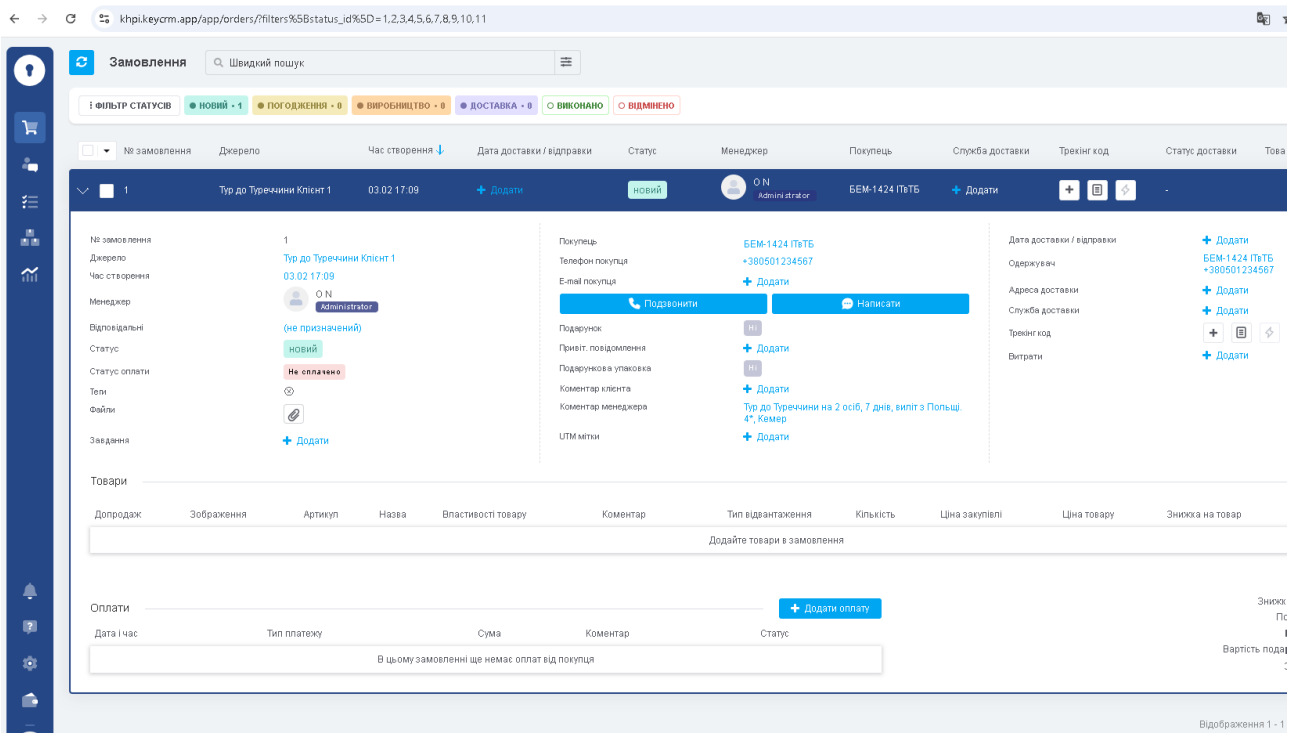 khpi.keycrm.app/app/orders/?filters%5Bstatus_id%5D=1,2,3,4,5,6,7,8,9,10,11
Замовлення
Швидкий пошук
ФІЛЬТР СТАТУСІВ
НОВИЙ • 1
ПОГОДЖЕННЯ • 0
ВИРОБНИЦТВО • 0
ДОСТАВКА • 0
ВИКОНАНО
ВІДМІНЕНО
№ замовлення Джерело Час створення Дата доставки / відправки Статус Менеджер Покупець Служба доставки Трекінг код Статус доставки Това
1 Тур до Туреччини Клієнт 1 03.02 17:09 + Додати новий O N БЕМ-1424 ІТвТБ + Додати + -
Administrator
№ замовлення 1
Джерело Тур до Туреччини Клієнт 1
Час створення 03.02 17:09
Менеджер O N
Administrator
Відповідальні (не призначений)
Статус новий
Статус оплати Не сплачено
Теги
Файли
Завдання + Додати
Покупець БЕМ-1424 ІТвТБ
Телефон покупця +380501234567
E-mail покупця + Додати
Подзвонити Написати
Подарунок Ні
Привіт. повідомлення + Додати
Подарункова упаковка Ні
Коментар клієнта + Додати
Коментар менеджера Тур до Туреччини на 2 осіб, 7 днів, виліт з Польщі.
4*, Кемер
UTM мітки + Додати
Дата доставки / відправки + Додати
Одержувач БЕМ-1424 ІТвТБ
+380501234567
Адреса доставки + Додати
Служба доставки + Додати
Трекінг код +
Витрати + Додати
Товари
Допродаж Зображення Артикул Назва Властивості товару Коментар Тип відвантаження Кількість Ціна закупівлі Ціна товару Знижка на товар
Додайте товари в замовлення
Оплати + Додати оплату
Дата і час Тип платежу Сума Коментар Статус
В цьому замовленні ще немає оплат від покупця
Знижк
По
Вартість пода
Відображення 1 - 1